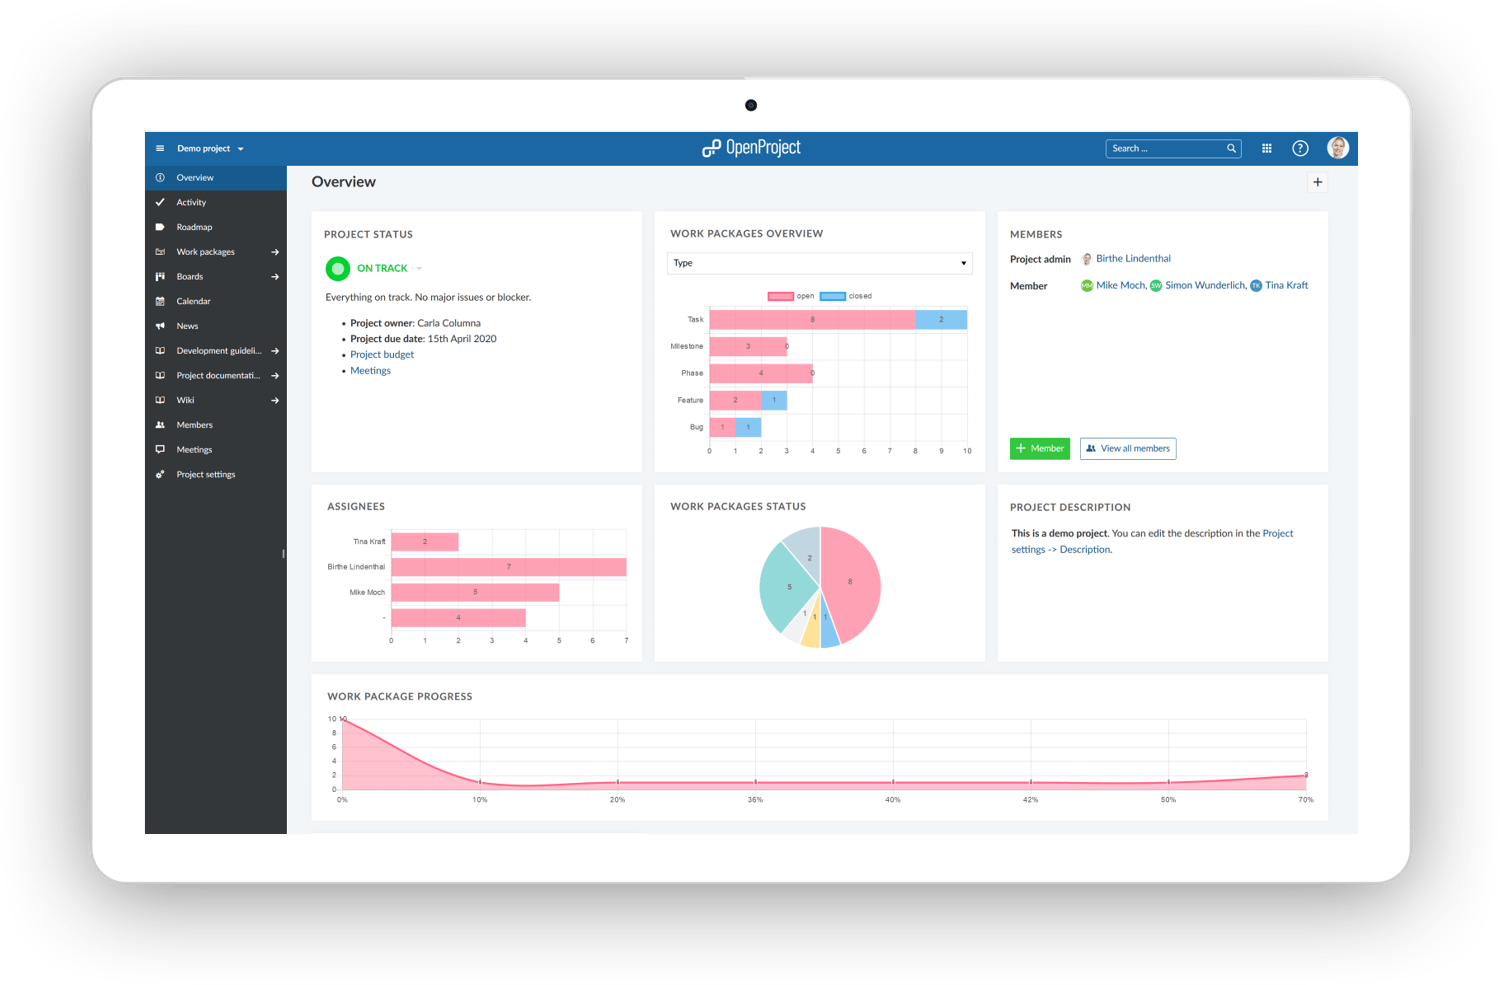 Demo project
OpenProject
Search ...
?
Overview
Activity
Roadmap
Work packages
Boards
Calendar
News
Development guideli...
Project documentati...
Wiki
Members
Meetings
Project settings
Overview
PROJECT STATUS
ON TRACK
Everything on track. No major issues or blocker.
• Project owner: Carla Columna
• Project due date: 15th April 2020
• Project budget
• Meetings
WORK PACKAGES OVERVIEW
Type
open closed
Task 8 2
Milestone 3 0
Phase 4 0
Feature 2 1
Bug 1 1
0 1 2 3 4 5 6 7 8 9 10
MEMBERS
Project admin Birthe Lindenthal
Member MM Mike Moch, SW Simon Wunderlich, TK Tina Kraft
+ Member View all members
ASSIGNEES
Tina Kraft 2
Birthe Lindenthal 7
Mike Moch 5
- 4
0 1 2 3 4 5 6 7
WORK PACKAGES STATUS
2
8
5
1 1 1
PROJECT DESCRIPTION
This is a demo project. You can edit the description in the Project
settings -> Description.
WORK PACKAGE PROGRESS
10 10
8
6
4
2
0
0% 10% 20% 36% 40% 42% 50% 70%